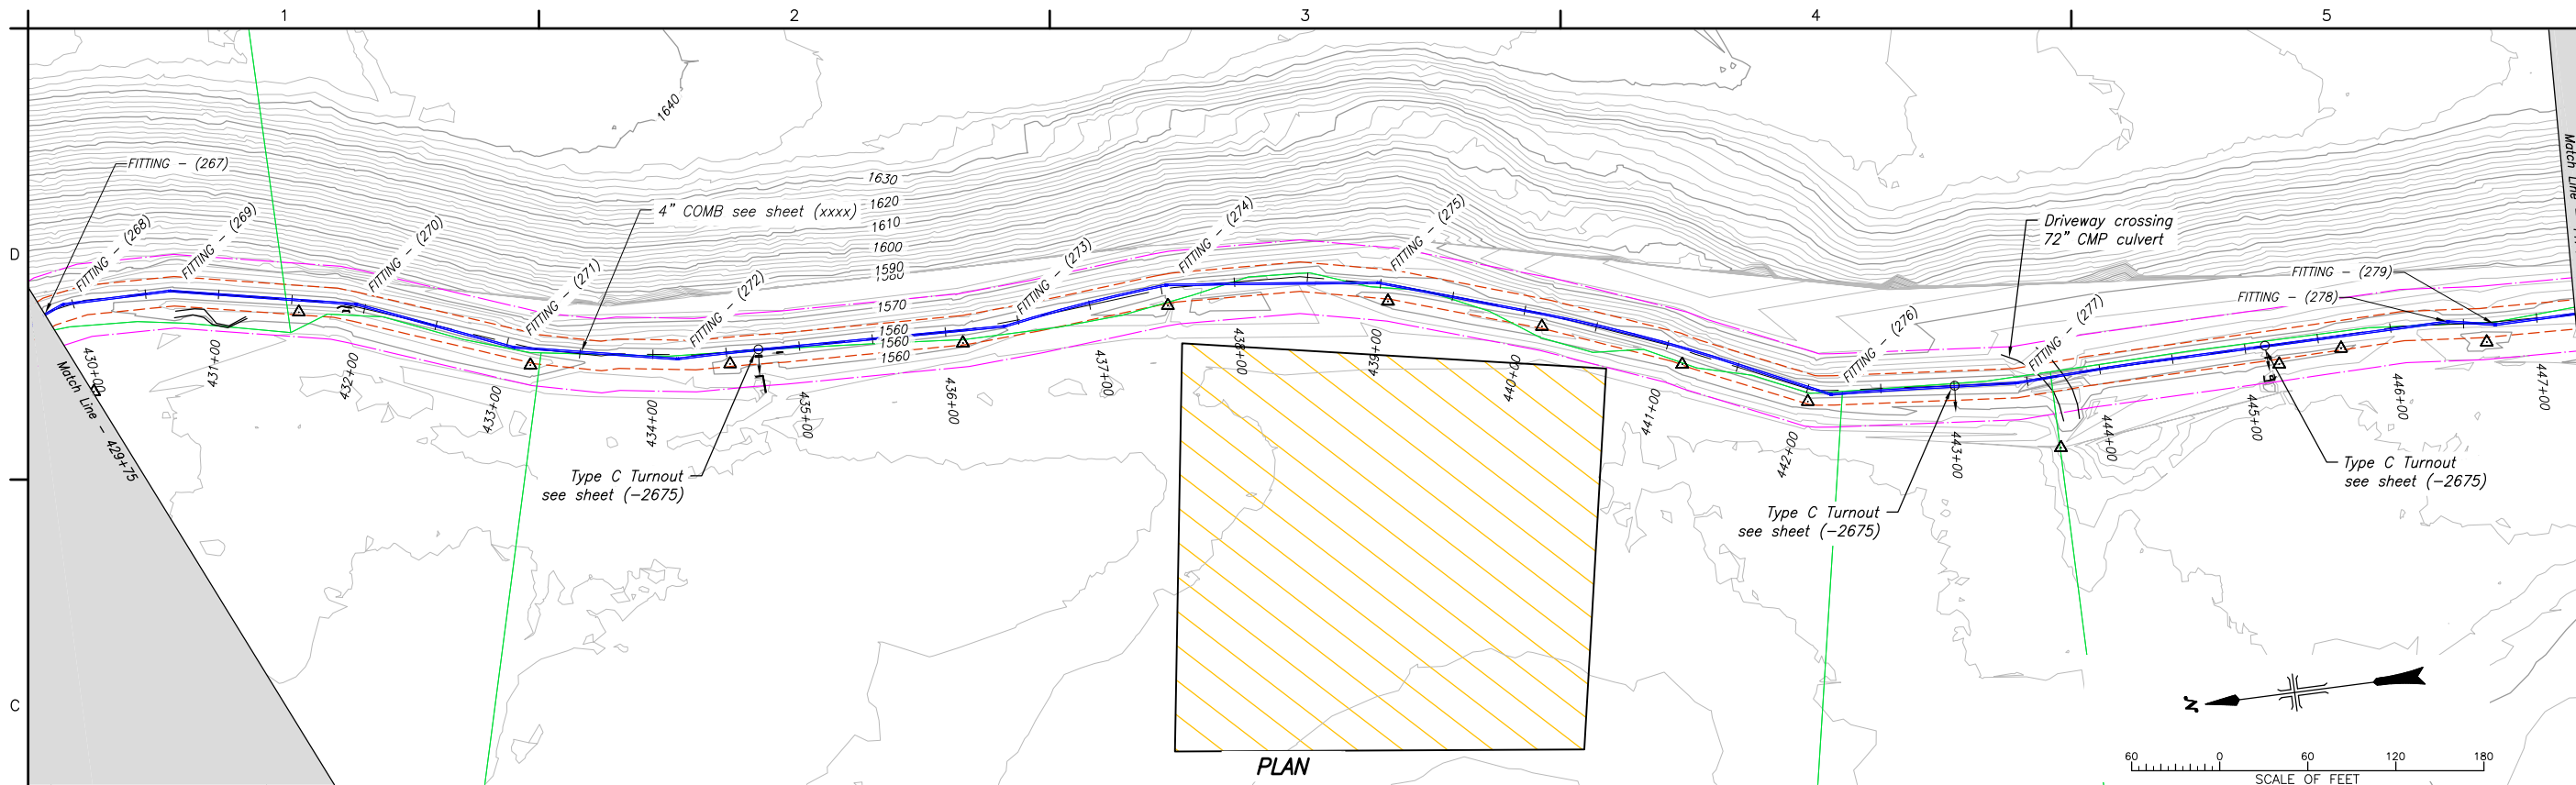 1
2
3
4
5
D
C
1640
FITTING - (267)
FITTING - (268)
FITTING - (269)
FITTING - (270)
FITTING - (271)
FITTING - (272)
FITTING - (273)
FITTING - (274)
FITTING - (275)
FITTING - (276)
FITTING - (277)
FITTING - (278)
FITTING - (279)
4" COMB see sheet (xxxx)
1630
1620
1610
1600
1590
1580
1570
1560
1560
1560
Driveway crossing
72" CMP culvert
430+00
431+00
432+00
433+00
434+00
435+00
436+00
437+00
438+00
439+00
440+00
441+00
442+00
443+00
444+00
445+00
446+00
447+00
Match Line - 429+75
Match Line
Type C Turnout
see sheet (-2675)
Type C Turnout
see sheet (-2675)
Type C Turnout
see sheet (-2675)
N
PLAN
60 0 60 120 180
SCALE OF FEET